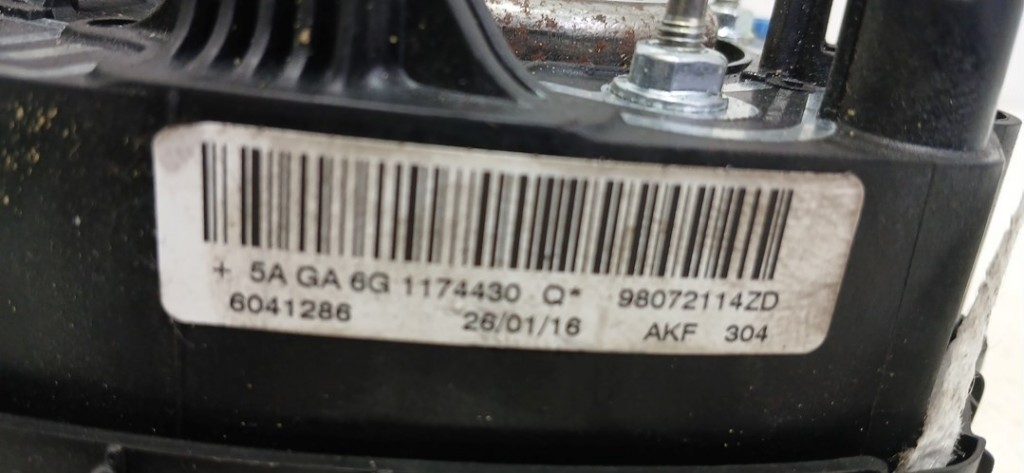 + 5A GA 6G 1174430 Q* 98072114ZD
6041286 26/01/16 AKF 304